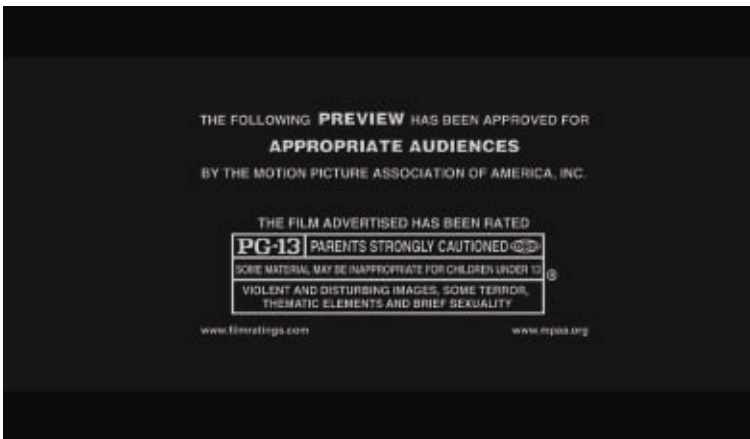 THE FOLLOWING PREVIEW HAS BEEN APPROVED FOR
APPROPRIATE AUDIENCES
BY THE MOTION PICTURE ASSOCIATION OF AMERICA, INC.
THE FILM ADVERTISED HAS BEEN RATED
PG-13 PARENTS STRONGLY CAUTIONED
SOME MATERIAL MAY BE INAPPROPRIATE FOR CHILDREN UNDER 13
®
VIOLENT AND DISTURBING IMAGES, SOME TERROR,
THEMATIC ELEMENTS AND BRIEF SEXUALITY
www.filmratings.com www.mpaa.org